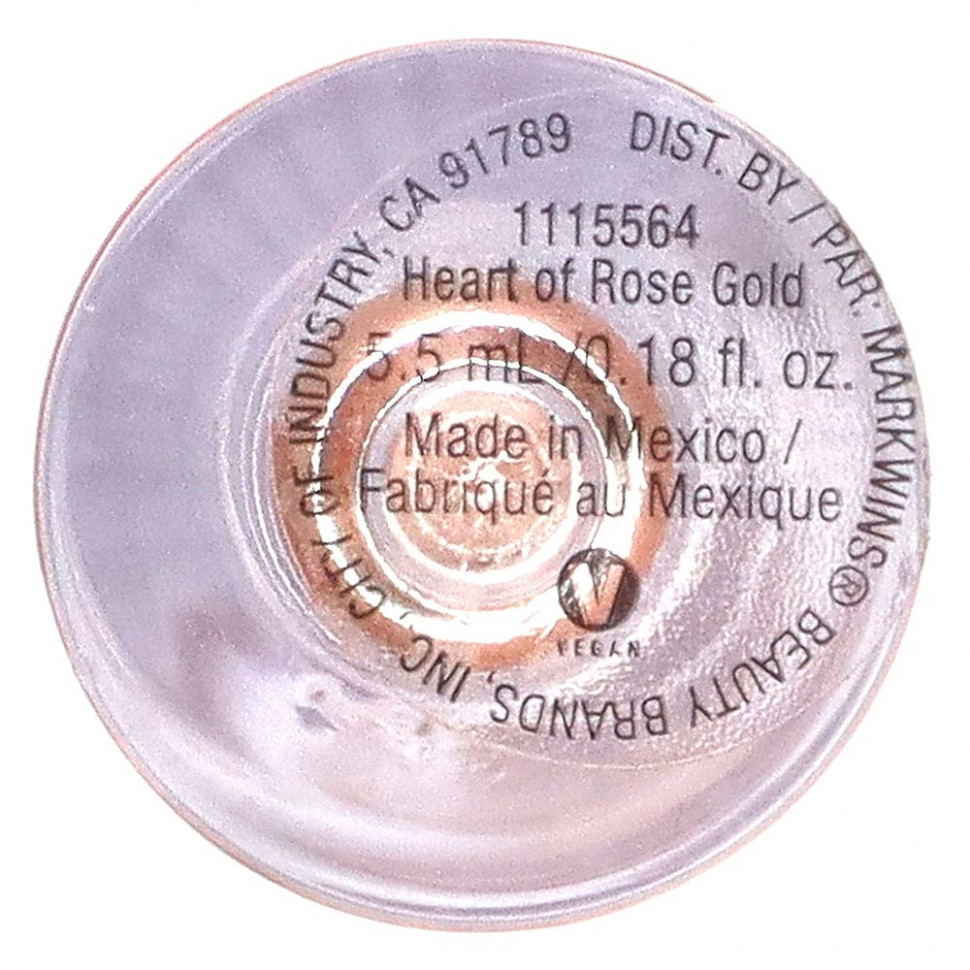 DIST. BY / PAR: MARKWINS® BEAUTY BRANDS, INC., CITY OF INDUSTRY, CA 91789
1115564
Heart of Rose Gold
5.5 mL /0.18 fl. oz.
Made in Mexico /
Fabriqué au Mexique
V
VEGAN